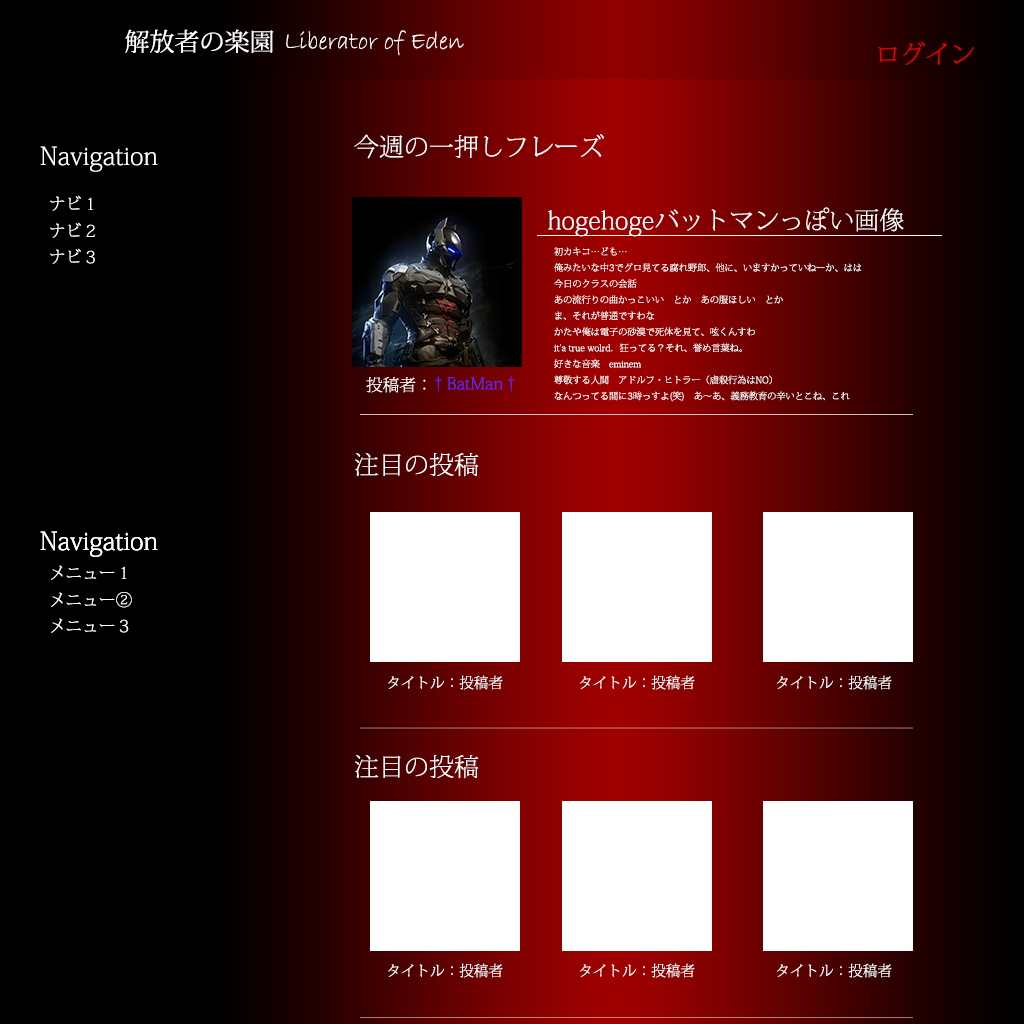 解放者の楽園 Liberator of Eden
ログイン
Navigation
ナビ１
ナビ２
ナビ３
今週の一押しフレーズ
hogehogeバットマンっぽい画像
初カキコ…ども…
俺みたいな中3でグロ見てる腐れ野郎、他に、いますかっていねーか、はは
今日のクラスの会話
あの流行りの曲かっこいい　とか　あの服ほしい　とか
ま、それが普通ですわな
かたや俺は電子の砂漠で死体を見て、呟くんすわ
it'a true wolrd.  狂ってる？それ、誉め言葉ね。
好きな音楽　eminem
尊敬する人間　アドルフ・ヒトラー（虐殺行為はNO）
なんつってる間に3時っすよ(笑)　あ～あ、義務教育の辛いとこね、これ
投稿者：†BatMan†
注目の投稿
Navigation
メニュー１
メニュー②
メニュー３
タイトル：投稿者
タイトル：投稿者
タイトル：投稿者
注目の投稿
タイトル：投稿者
タイトル：投稿者
タイトル：投稿者